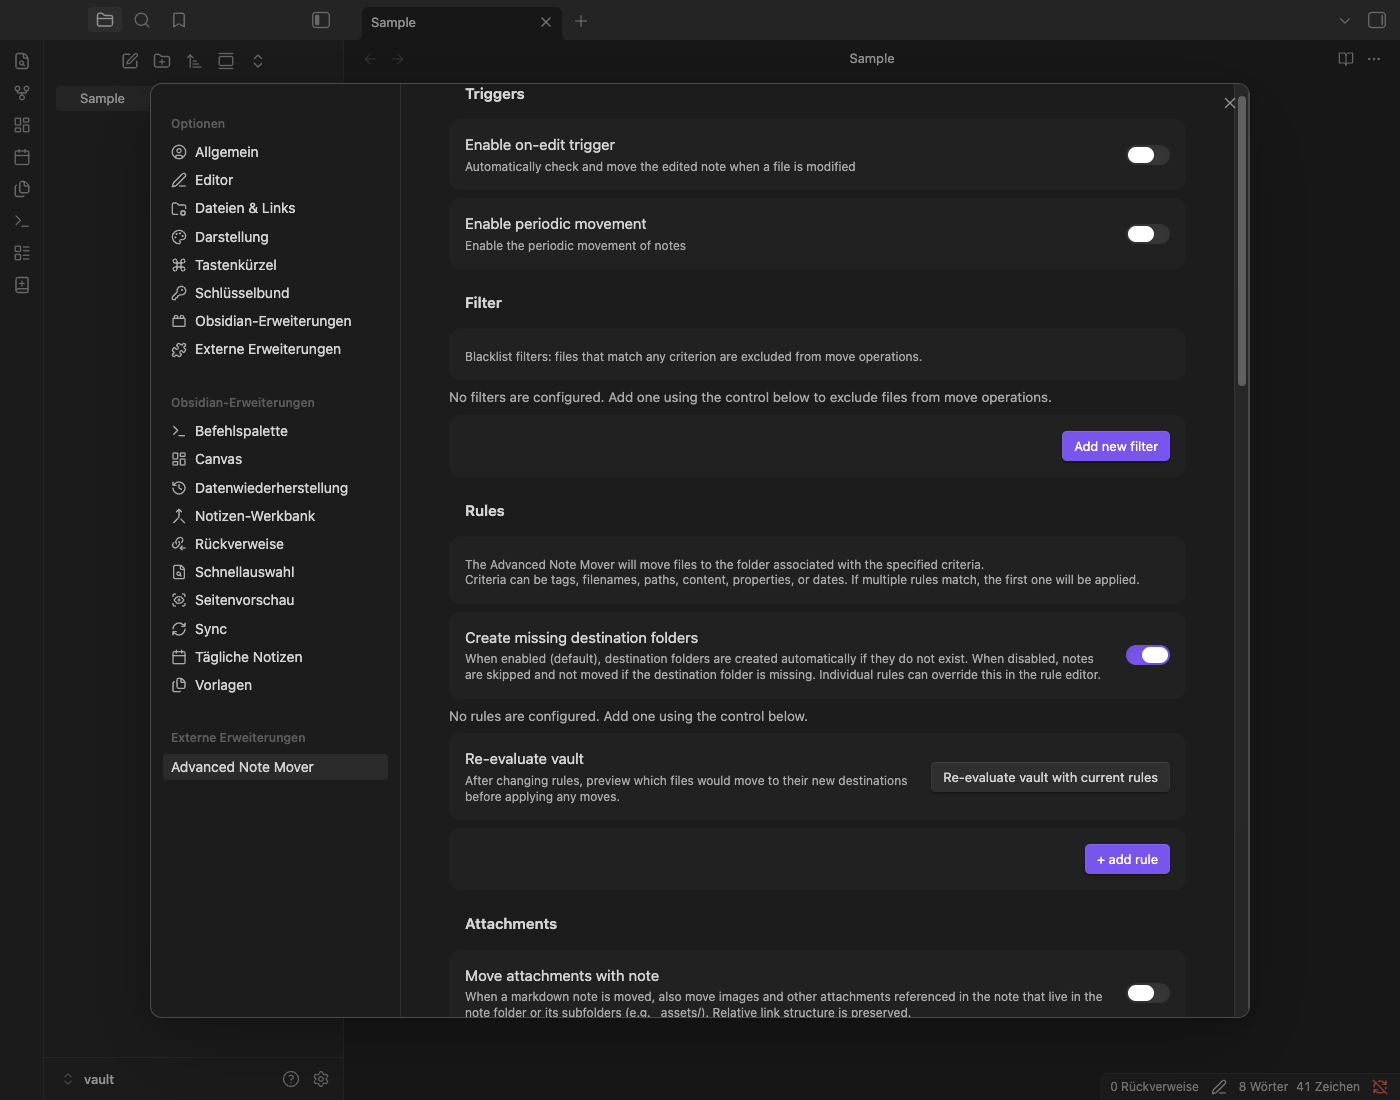 Sample
Sample
Sample
Optionen
Allgemein
Editor
Dateien & Links
Darstellung
Tastenkürzel
Schlüsselbund
Obsidian-Erweiterungen
Externe Erweiterungen
Obsidian-Erweiterungen
Befehlspalette
Canvas
Datenwiederherstellung
Notizen-Werkbank
Rückverweise
Schnellauswahl
Seitenvorschau
Sync
Tägliche Notizen
Vorlagen
Externe Erweiterungen
Advanced Note Mover
Triggers
Enable on-edit trigger
Automatically check and move the edited note when a file is modified
Enable periodic movement
Enable the periodic movement of notes
Filter
Blacklist filters: files that match any criterion are excluded from move operations.
No filters are configured. Add one using the control below to exclude files from move operations.
Add new filter
Rules
The Advanced Note Mover will move files to the folder associated with the specified criteria.
Criteria can be tags, filenames, paths, content, properties, or dates. If multiple rules match, the first one will be applied.
Create missing destination folders
When enabled (default), destination folders are created automatically if they do not exist. When disabled, notes
are skipped and not moved if the destination folder is missing. Individual rules can override this in the rule editor.
No rules are configured. Add one using the control below.
Re-evaluate vault
After changing rules, preview which files would move to their new destinations
before applying any moves.
Re-evaluate vault with current rules
+ add rule
Attachments
Move attachments with note
When a markdown note is moved, also move images and other attachments referenced in the note that live in the
note folder or its subfolders (e.g. _assets/). Relative link structure is preserved.
vault
0 Rückverweise
8 Wörter
41 Zeichen